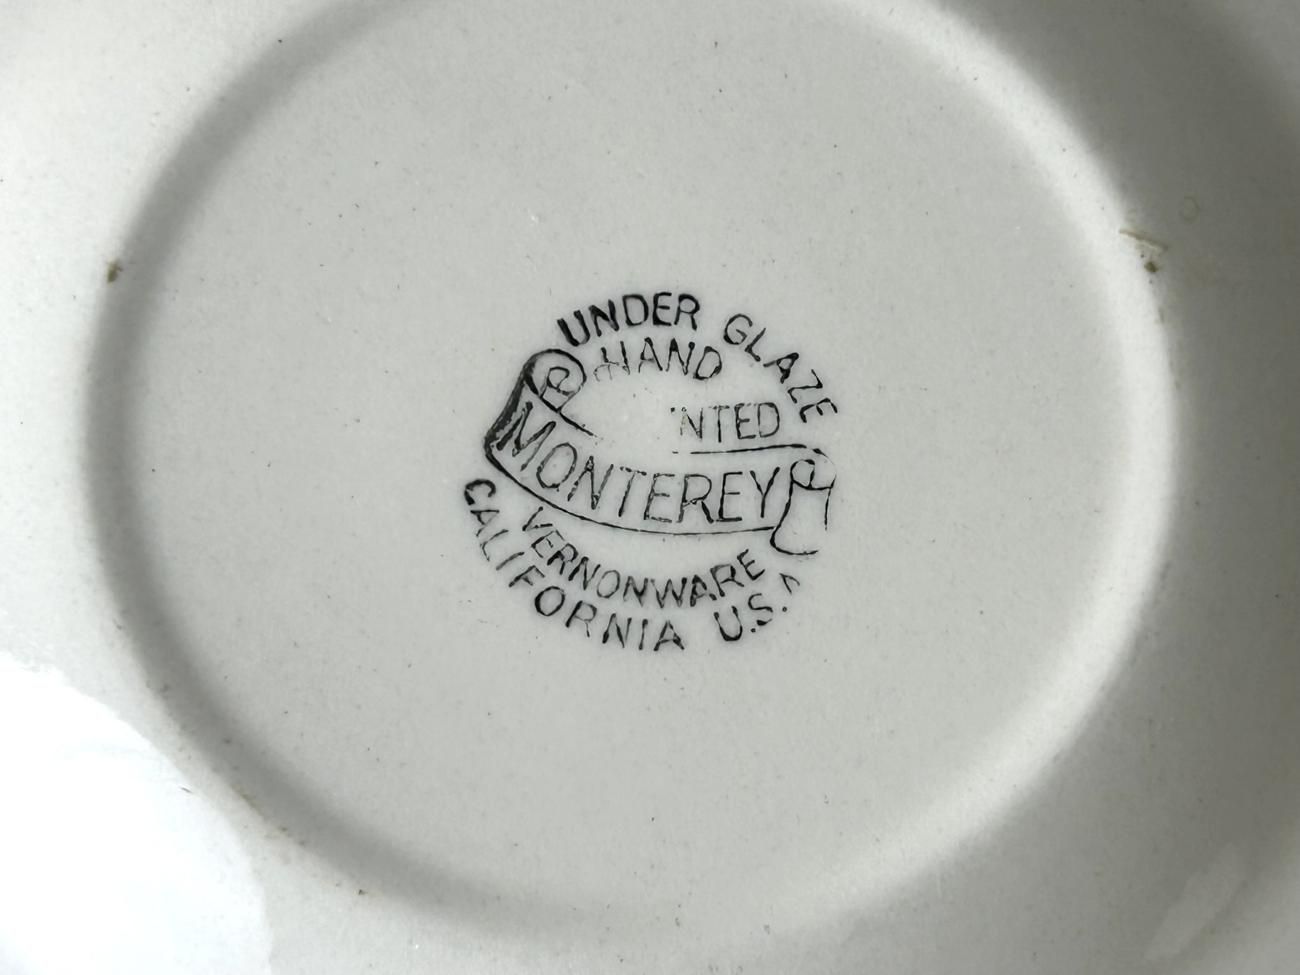 UNDER GLAZE
HAND
NTED
MONTEREY
VERNONWARE
CALIFORNIA U.S.